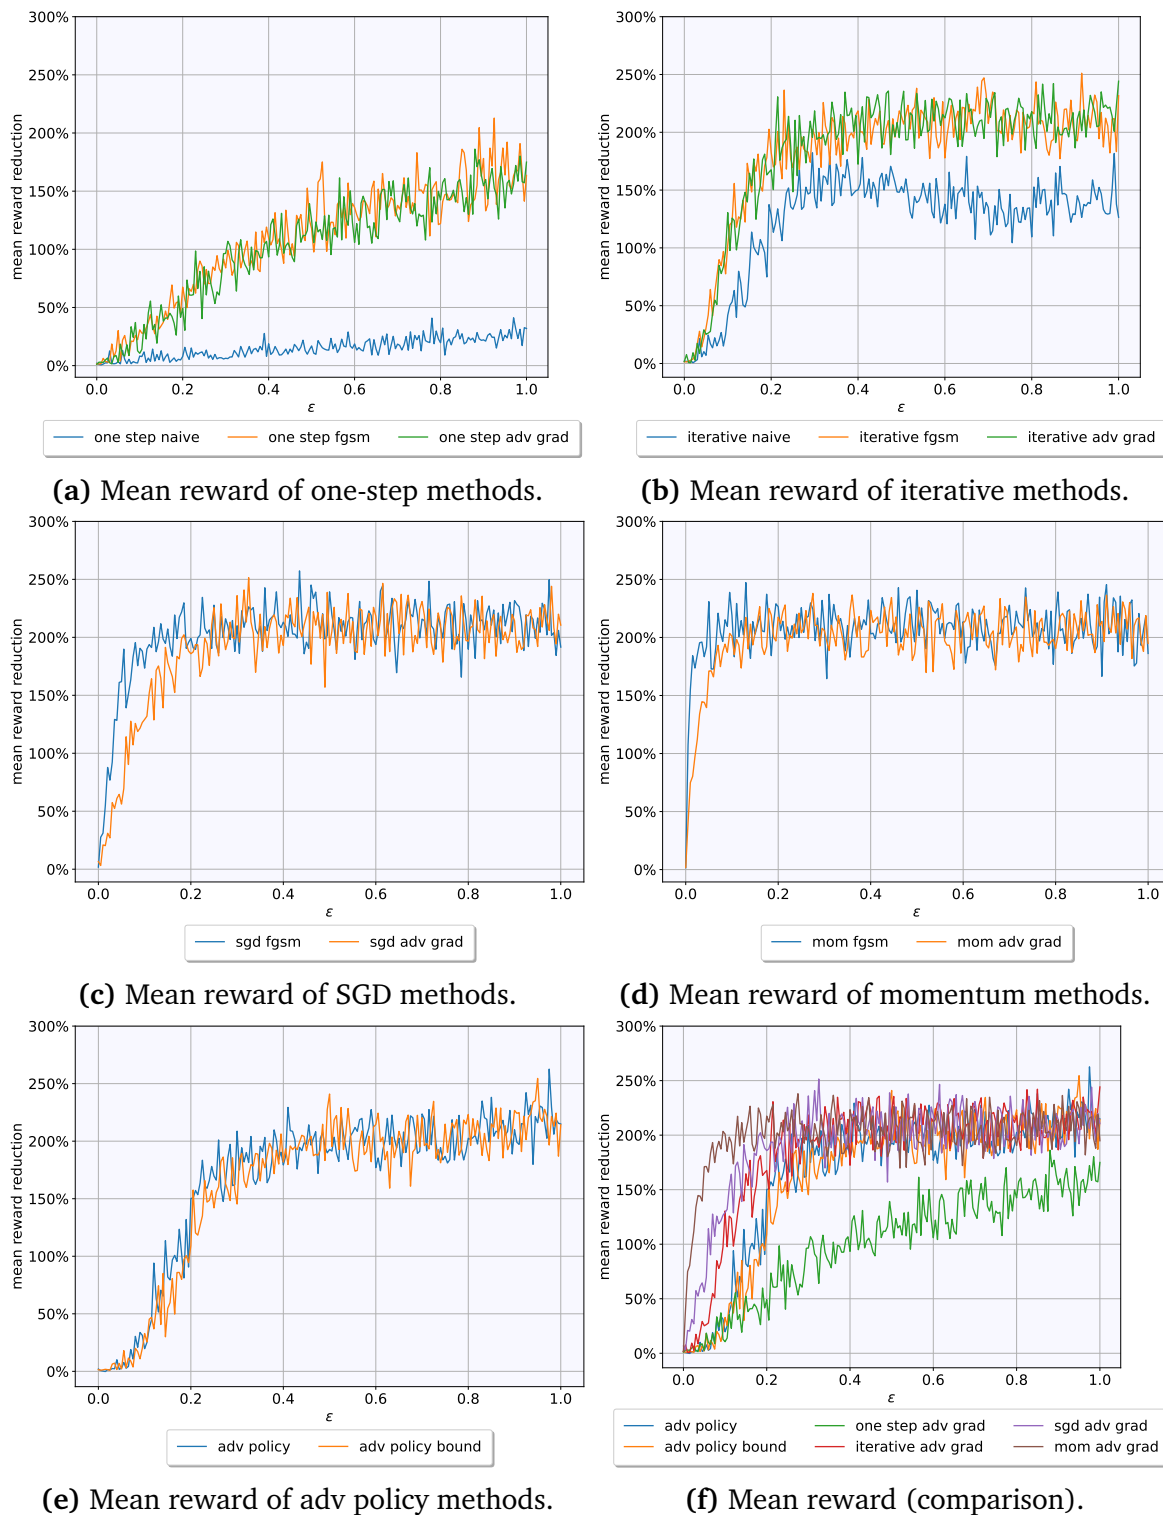 300%
250%
200%
150%
100%
50%
0%
mean reward reduction
0.0 0.2 0.4 0.6 0.8 1.0
ε
one step naive one step fgsm one step adv grad
(a) Mean reward of one-step methods.
300%
250%
200%
150%
100%
50%
0%
mean reward reduction
0.0 0.2 0.4 0.6 0.8 1.0
ε
iterative naive iterative fgsm iterative adv grad
(b) Mean reward of iterative methods.
300%
250%
200%
150%
100%
50%
0%
mean reward reduction
0.0 0.2 0.4 0.6 0.8 1.0
ε
sgd fgsm sgd adv grad
(c) Mean reward of SGD methods.
300%
250%
200%
150%
100%
50%
0%
mean reward reduction
0.0 0.2 0.4 0.6 0.8 1.0
ε
mom fgsm mom adv grad
(d) Mean reward of momentum methods.
300%
250%
200%
150%
100%
50%
0%
mean reward reduction
0.0 0.2 0.4 0.6 0.8 1.0
ε
adv policy adv policy bound
(e) Mean reward of adv policy methods.
300%
250%
200%
150%
100%
50%
0%
mean reward reduction
0.0 0.2 0.4 0.6 0.8 1.0
ε
adv policy one step adv grad sgd adv grad
adv policy bound iterative adv grad mom adv grad
(f) Mean reward (comparison).